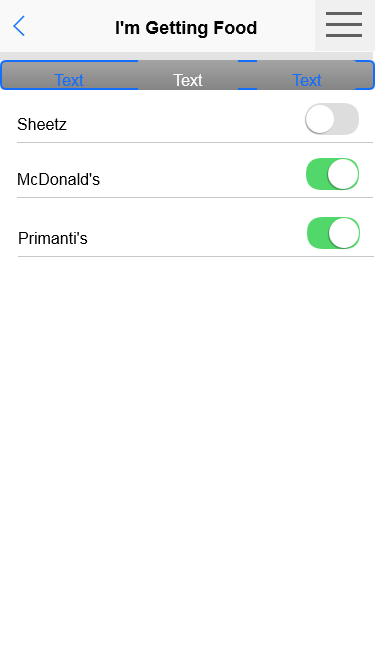 I'm Getting Food
Text Text Text
Sheetz
McDonald's
Primanti's